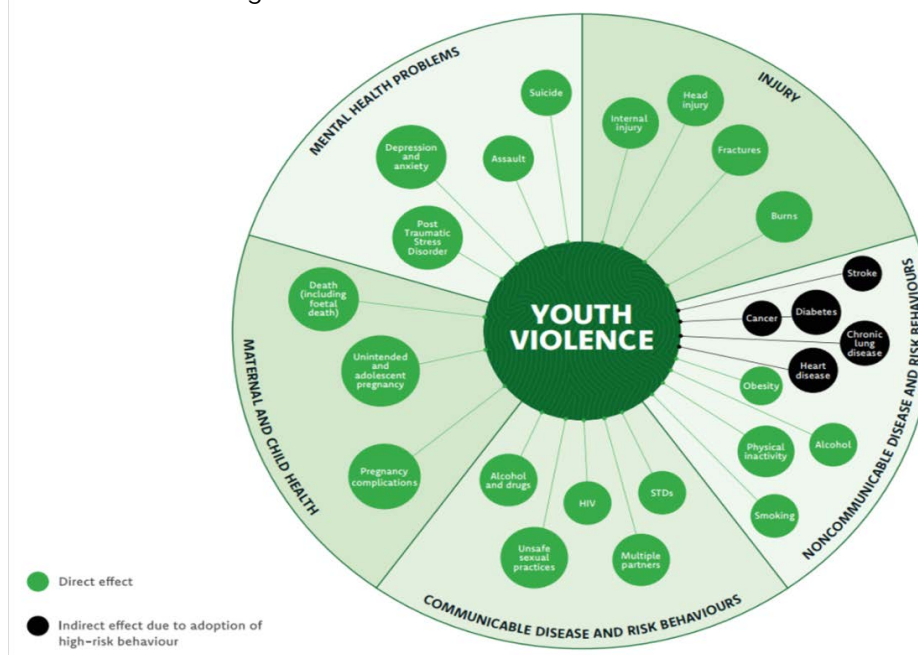 MENTAL HEALTH PROBLEMS
Suicide
Assault
Depression
and
anxiety
Post
Traumatic
Stress
Disorder
INJURY
Internal
injury
Head
injury
Fractures
Burns
NONCOMMUNICABLE DISEASE AND RISK BEHAVIOURS
Stroke
Cancer
Diabetes
Chronic
lung
disease
Heart
disease
Obesity
Alcohol
Physical
inactivity
Smoking
YOUTH
VIOLENCE
MATERNAL AND CHILD HEALTH
Death
(including
foetal
death)
Unintended
and
adolescent
pregnancy
Pregnancy
complications
COMMUNICABLE DISEASE AND RISK BEHAVIOURS
Alcohol
and drugs
Unsafe
sexual
practices
HIV
Multiple
partners
STDs
Direct effect
Indirect effect due to adoption of
high-risk behaviour